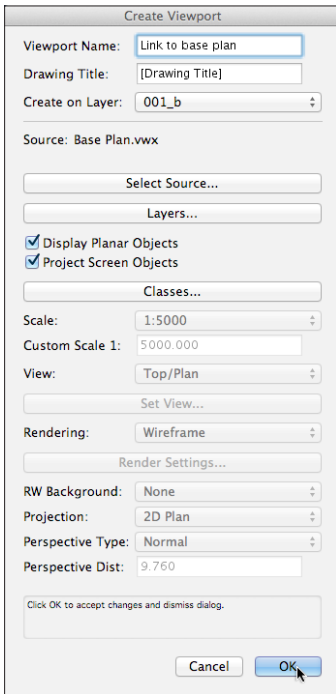 Create Viewport
Viewport Name: Link to base plan
Drawing Title: [Drawing Title]
Create on Layer: 001_b
Source: Base Plan.vwx
Select Source...
Layers...
Display Planar Objects
Project Screen Objects
Classes...
Scale: 1:5000
Custom Scale 1: 5000.000
View: Top/Plan
Set View...
Rendering: Wireframe
Render Settings...
RW Background: None
Projection: 2D Plan
Perspective Type: Normal
Perspective Dist: 9.760
Click OK to accept changes and dismiss dialog.
Cancel OK